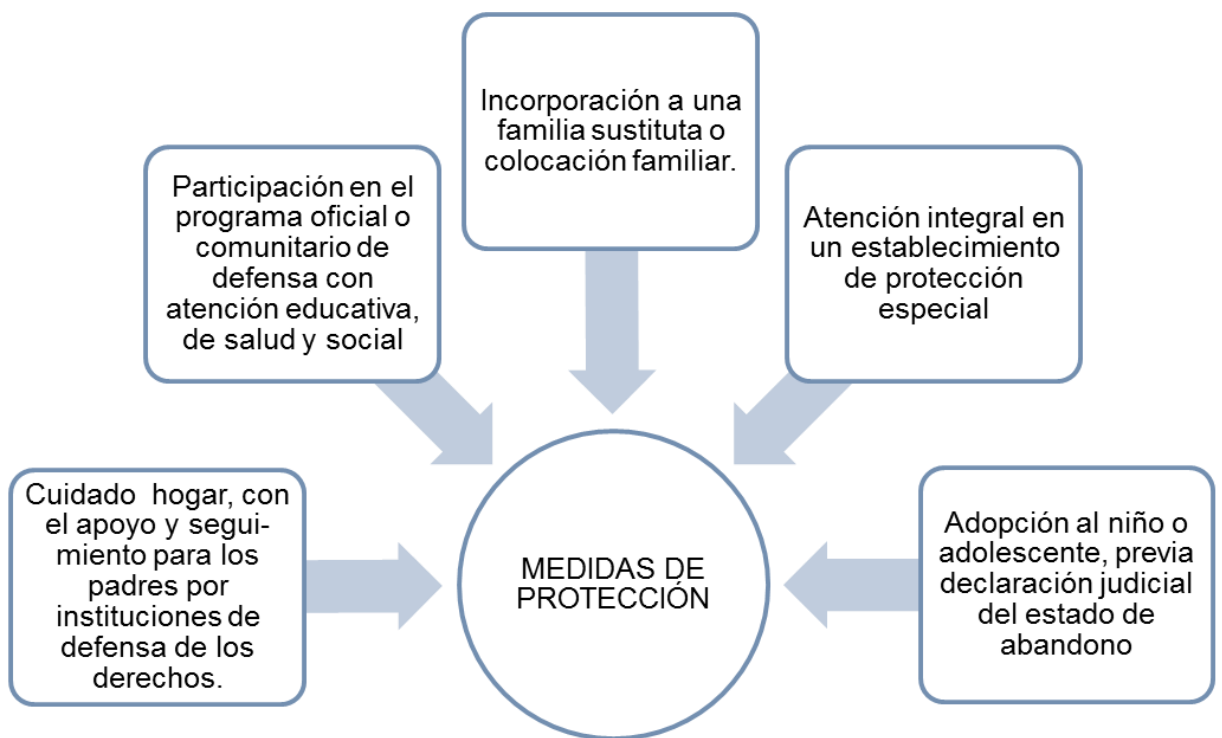 Cuidado hogar, con
el apoyo y segui-
miento para los
padres por
instituciones de
defensa de los
derechos.
Participación en el
programa oficial o
comunitario de
defensa con
atención educativa,
de salud y social
Incorporación a una
familia sustituta o
colocación familiar.
Atención integral en
un establecimiento
de protección
especial
Adopción al niño o
adolescente, previa
declaración judicial
del estado de
abandono
MEDIDAS DE
PROTECCIÓN